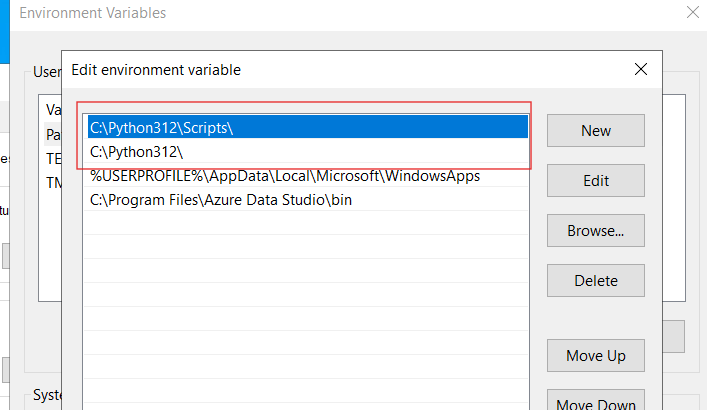 Environment Variables
User
Edit environment variable
Va
Pa
TE
TM
C:\Python312\Scripts\
C:\Python312\
%USERPROFILE%\AppData\Local\Microsoft\WindowsApps
C:\Program Files\Azure Data Studio\bin
New
Edit
Browse...
Delete
Move Up
Move Down
Syste